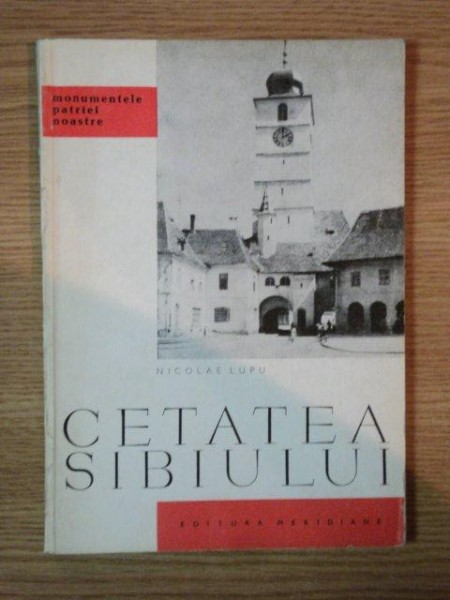 monumentele
patriei
noastre
NICOLAE LUPU
CETATEA
SIBIULUI
EDITURA MERIDIANE